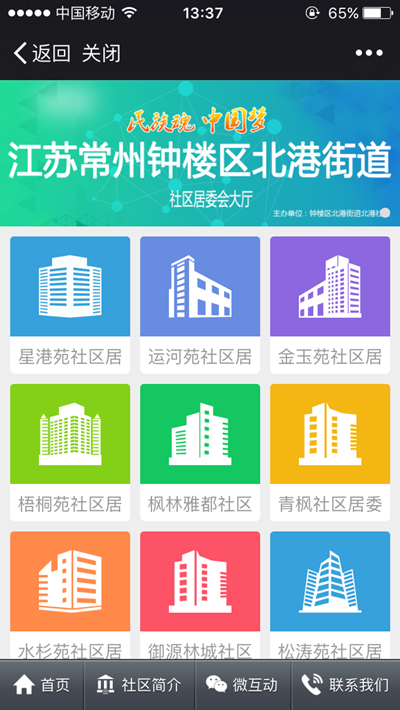 中国移动
13:37
65%
返回 关闭
民族魂 中国梦
江苏常州钟楼区北港街道
社区居委会大厅
主办单位：钟楼区北港街道北港社
星港苑社区居
运河苑社区居
金玉苑社区居
梧桐苑社区居
枫林雅都社区
青枫社区居委
水杉苑社区居
御源林城社区
松涛苑社区居
首页
社区简介
微互动
联系我们